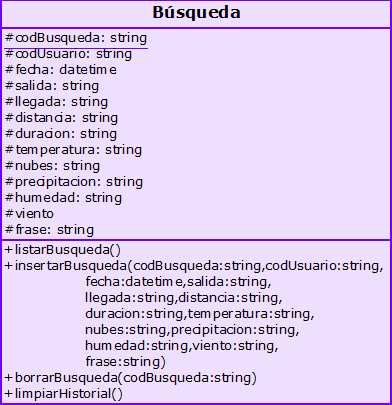 Búsqueda
#codBusqueda: string
#codUsuario: string
#fecha: datetime
#salida: string
#llegada: string
#distancia: string
#duracion: string
#temperatura: string
#nubes: string
#precipitacion: string
#humedad: string
#viento
#frase: string
+listarBusqueda()
+insertarBusqueda(codBusqueda:string,codUsuario:string,
fecha:datetime,salida:string,
llegada:string,distancia:string,
duracion:string,temperatura:string,
nubes:string,precipitacion:string,
humedad:string,viento:string,
frase:string)
+borrarBusqueda(codBusqueda:string)
+limpiarHistorial()